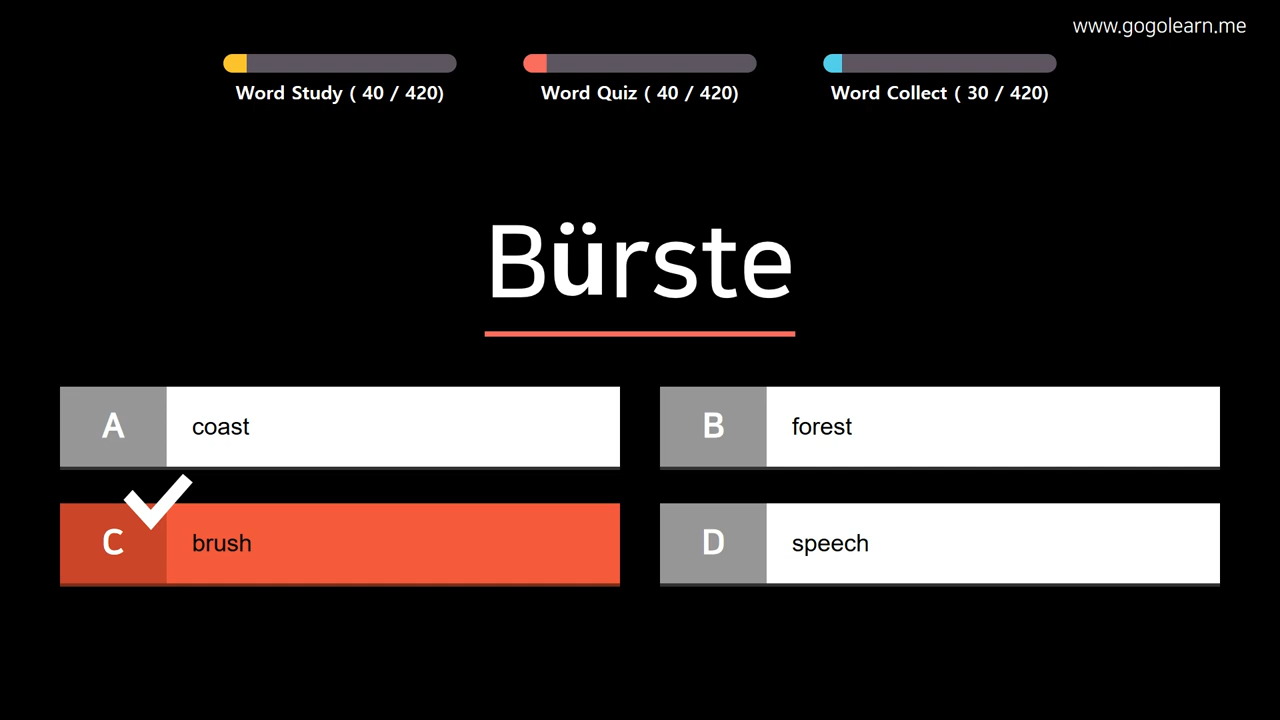 www.gogolearn.me
Word Study ( 40 / 420)
Word Quiz ( 40 / 420)
Word Collect ( 30 / 420)
Bürste
A coast
B forest
C brush
D speech